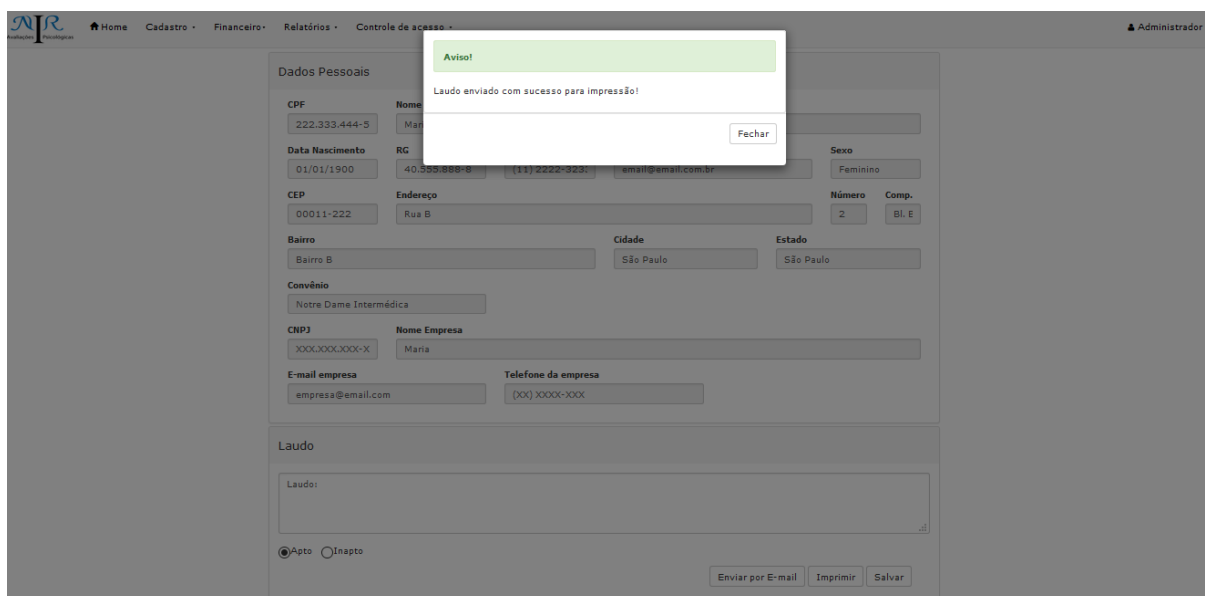 NJR
Avaliações Psicológicas
Home Cadastro Financeiro Relatórios Controle de acesso Administrador
Aviso!
Laudo enviado com sucesso para impressão!
Fechar
Dados Pessoais
CPF Nome
222.333.444-5
Data Nascimento RG Sexo
01/01/1900 40.555.888-8 (11) 2222-323 email@email.com.br Feminino
CEP Endereço Número Comp.
00011-222 Rua B 2 Bl. E
Bairro Cidade Estado
Bairro B São Paulo São Paulo
Convênio
Notre Dame Intermédica
CNPJ Nome Empresa
XXX.XXX.XXX-X Maria
E-mail empresa Telefone da empresa
empresa@email.com (XX) XXXX-XXX
Laudo
Laudo:
Apto Inapto
Enviar por E-mail Imprimir Salvar